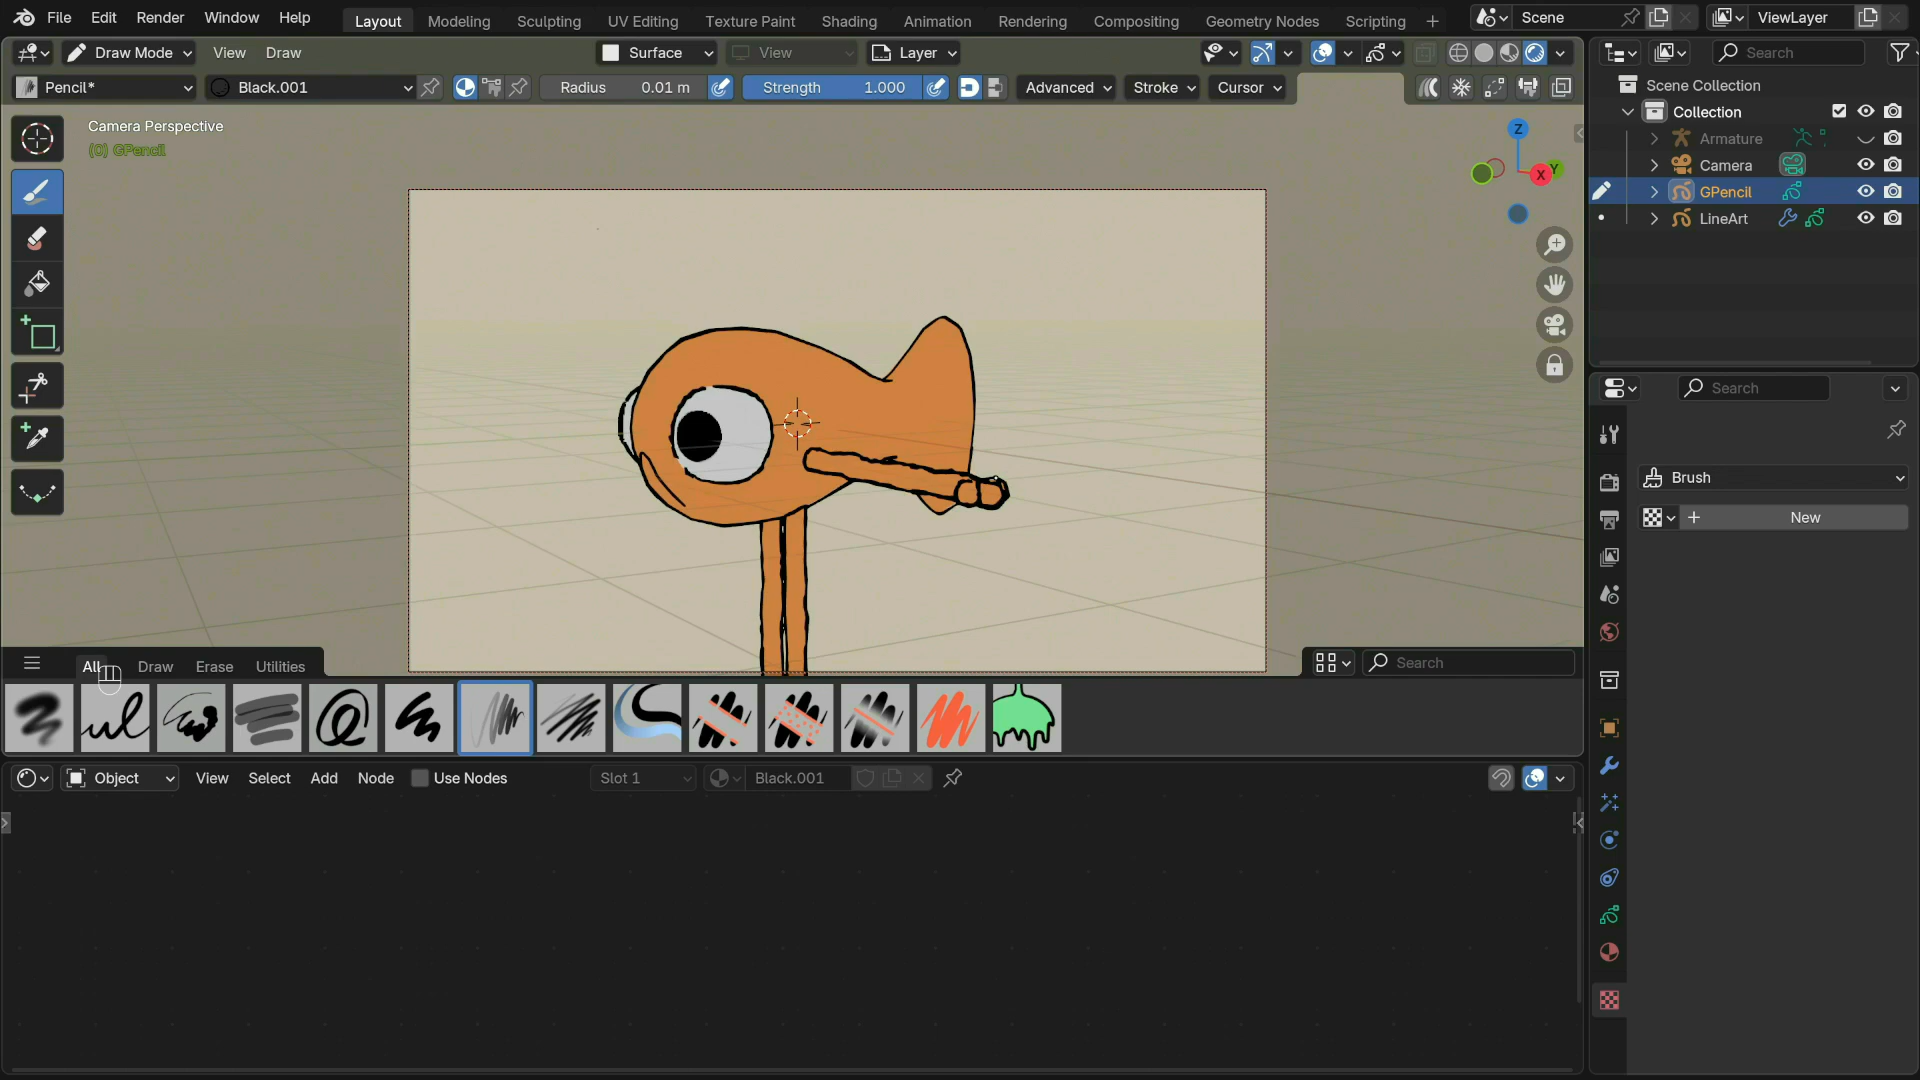 File Edit Render Window Help Layout Modeling Sculpting UV Editing Texture Paint Shading Animation Rendering Compositing Geometry Nodes Scripting + Scene ViewLayer
Draw Mode View Draw Surface View Layer Search
Pencil* Black.001 Radius 0.01 m Strength 1.000 Advanced Stroke Cursor
Scene Collection
Collection
Armature
Camera
GPencil
LineArt
Camera Perspective
(0) GPencil
Z
Y
X
Search
Brush
+ New
All Draw Erase Utilities Search
Object View Select Add Node Use Nodes Slot 1 Black.001